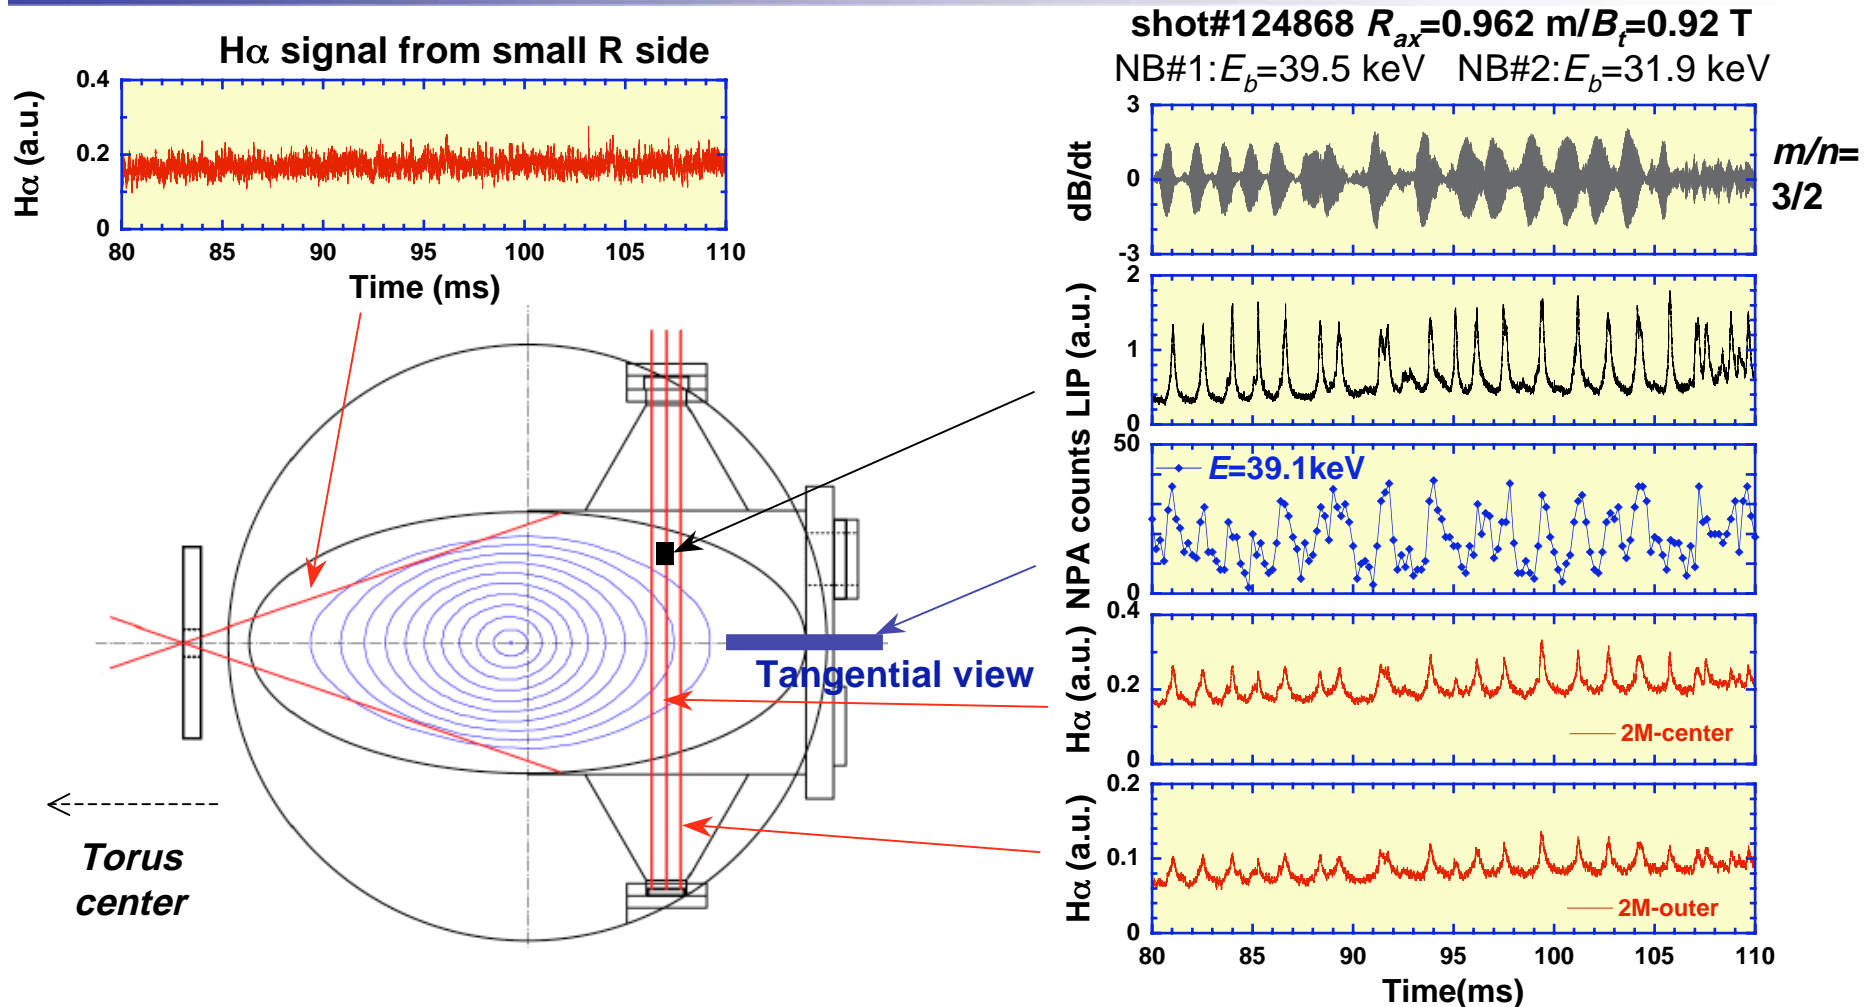 shot#124868 R_ax=0.962 m/B_t=0.92 T
NB#1:E_b=39.5 keV NB#2:E_b=31.9 keV
Hα signal from small R side
Hα (a.u.)
0.4
0.2
0
80 85 90 95 100 105 110
Time (ms)
dB/dt
3
0
-3
m/n=
3/2
LIP (a.u.)
2
1
0
NPA counts
50
0
E=39.1keV
Hα (a.u.)
0.4
0.2
0
2M-center
Hα (a.u.)
0.2
0.1
0
2M-outer
80 85 90 95 100 105 110
Time(ms)
Tangential view
Torus
center